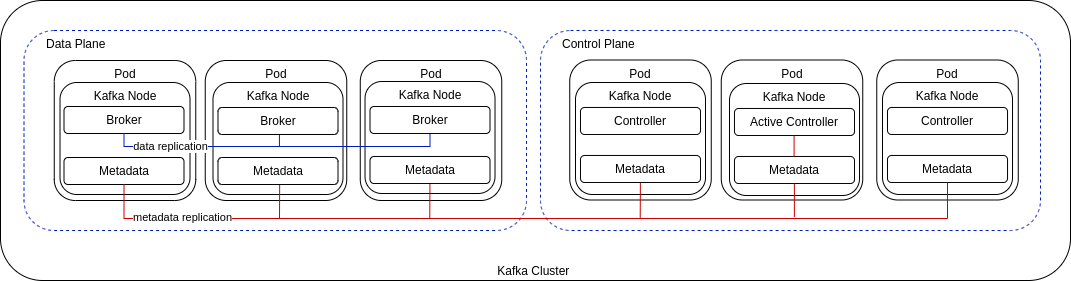 Data Plane
Control Plane
Pod
Pod
Pod
Pod
Pod
Pod
Kafka Node
Kafka Node
Kafka Node
Kafka Node
Kafka Node
Kafka Node
Broker
Broker
Broker
Controller
Active Controller
Controller
data replication
Metadata
Metadata
Metadata
Metadata
Metadata
Metadata
metadata replication
Kafka Cluster